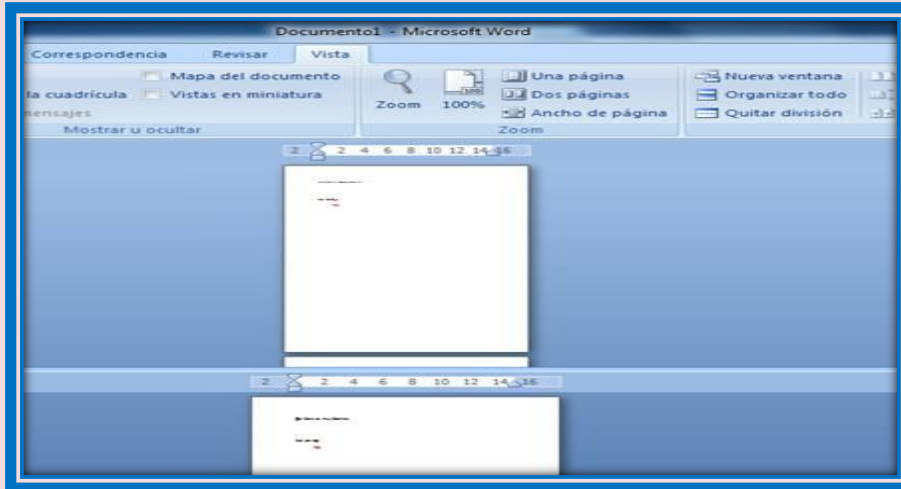 Documento1 - Microsoft Word
Correspondencia Revisar Vista
Mapa del documento Una página Nueva ventana
la cuadrícula Vistas en miniatura Zoom 100% Dos páginas Organizar todo
mensajes Ancho de página Quitar división
Mostrar u ocultar Zoom
2 2 4 6 8 10 12 14 16
2 2 4 6 8 10 12 14 16